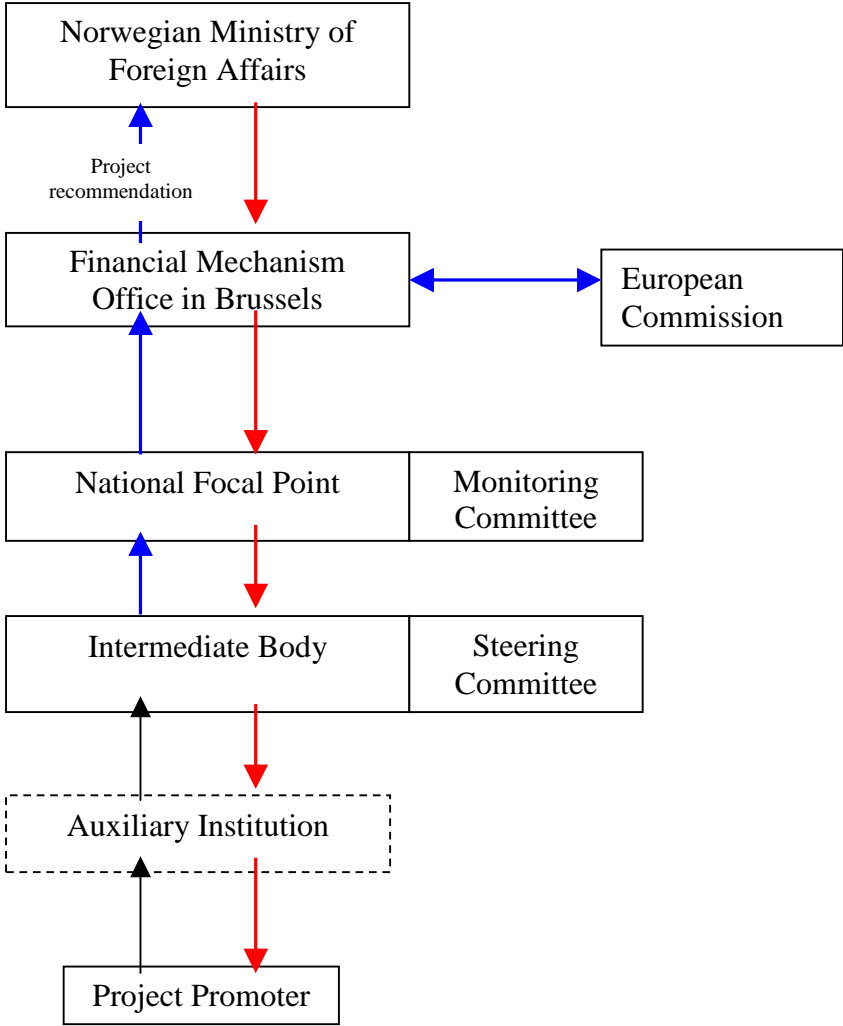 Norwegian Ministry of
Foreign Affairs
Project
recommendation
Financial Mechanism
Office in Brussels
European
Commission
National Focal Point
Monitoring
Committee
Intermediate Body
Steering
Committee
Auxiliary Institution
Project Promoter